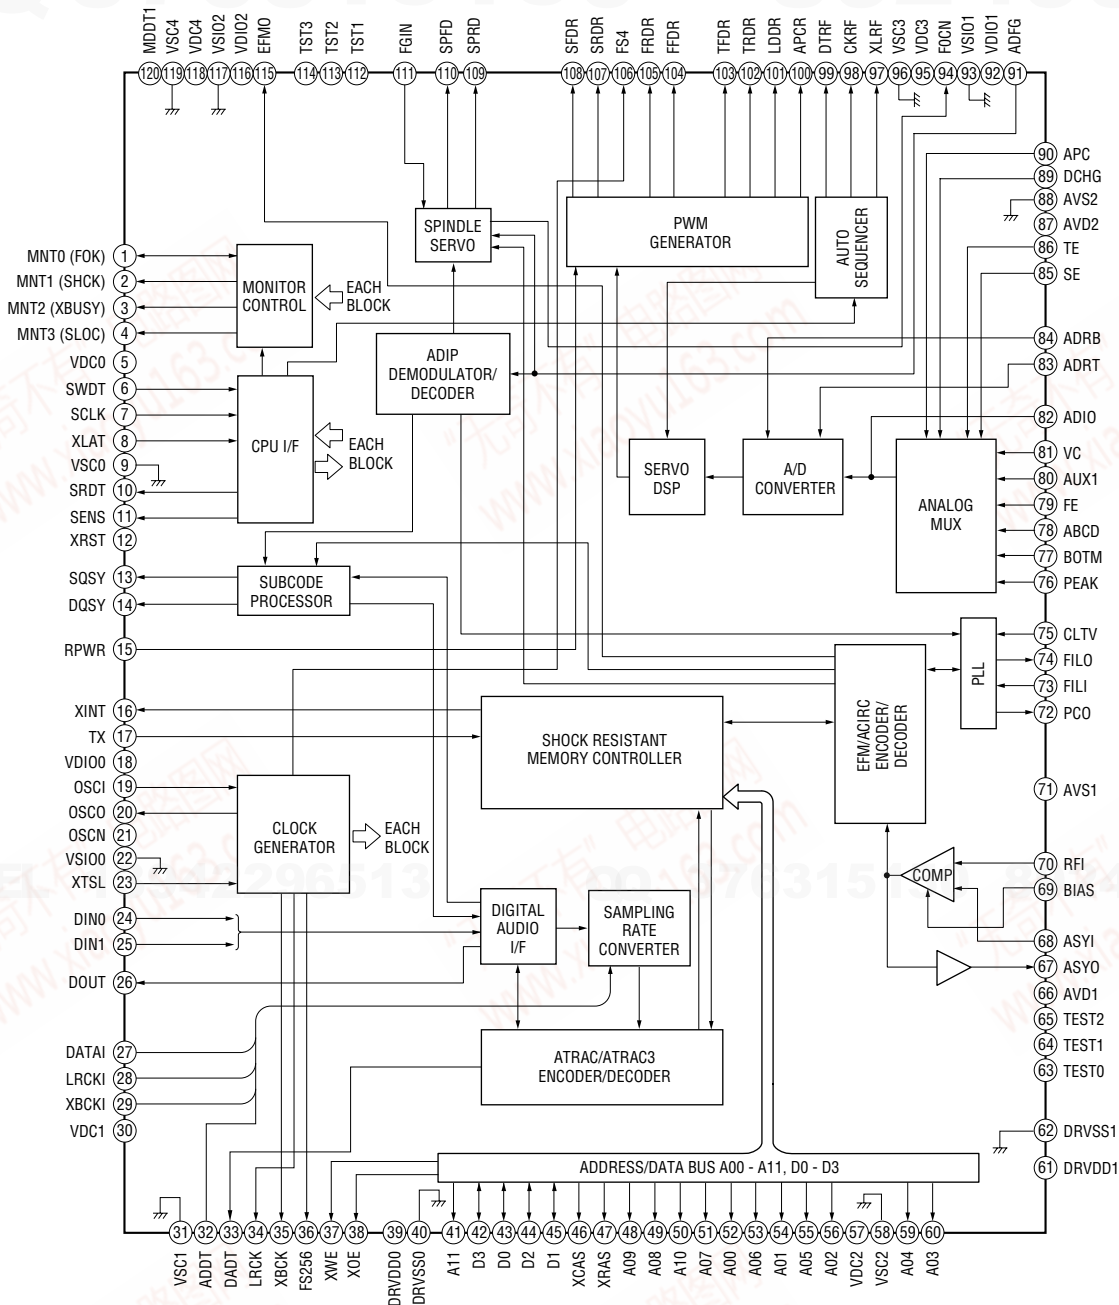 MDDT1
VSC4
VDC4
VSIO2
VDIO2
EFMO
TST3
TST2
TST1
FGIN
SPFD
SPRD
SFDR
SRDR
FS4
FRDR
FFDR
TFDR
TRDR
LDDR
APCR
DTRF
CKRF
XLRF
VSC3
VDC3
F0CN
VSIO1
VDIO1
ADFG
120 119 118 117 116 115 114 113 112 111 110 109 108 107 106 105 104 103 102 101 100 99 98 97 96 95 94 93 92 91
MNT0 (FOK) 1
MNT1 (SHCK) 2
MNT2 (XBUSY) 3
MNT3 (SLOC) 4
VDC0 5
SWDT 6
SCLK 7
XLAT 8
VSC0 9
SRDT 10
SENS 11
XRST 12
SQSY 13
DQSY 14
RPWR 15
XINT 16
TX 17
VDIO0 18
OSCI 19
OSCO 20
OSCN 21
VSIO0 22
XTSL 23
DIN0 24
DIN1 25
DOUT 26
DATAI 27
LRCKI 28
XBCKI 29
VDC1 30
SPINDLE
SERVO
PWM
GENERATOR
AUTO
SEQUENCER
MONITOR
CONTROL
EACH
BLOCK
ADIP
DEMODULATOR/
DECODER
CPU I/F
EACH
BLOCK
SERVO
DSP
A/D
CONVERTER
ANALOG
MUX
SUBCODE
PROCESSOR
PLL
EFM/ACIRC
ENCODER/
DECODER
SHOCK RESISTANT
MEMORY CONTROLLER
CLOCK
GENERATOR
EACH
BLOCK
COMP
DIGITAL
AUDIO
I/F
SAMPLING
RATE
CONVERTER
ATRAC/ATRAC3
ENCODER/DECODER
ADDRESS/DATA BUS A00 - A11, D0 - D3
90 APC
89 DCHG
88 AVS2
87 AVD2
86 TE
85 SE
84 ADRB
83 ADRT
82 ADIO
81 VC
80 AUX1
79 FE
78 ABCD
77 BOTM
76 PEAK
75 CLTV
74 FILO
73 FILI
72 PCO
71 AVS1
70 RFI
69 BIAS
68 ASYI
67 ASYO
66 AVD1
65 TEST2
64 TEST1
63 TEST0
62 DRVSS1
61 DRVDD1
31 32 33 34 35 36 37 38 39 40 41 42 43 44 45 46 47 48 49 50 51 52 53 54 55 56 57 58 59 60
VSC1
ADDT
DADT
LRCK
XBCK
FS256
XWE
XOE
DRVDD0
DRVSS0
A11
D3
D0
D2
D1
XCAS
XRAS
A09
A08
A10
A07
A00
A06
A01
A05
A02
VDC2
VSC2
A04
A03